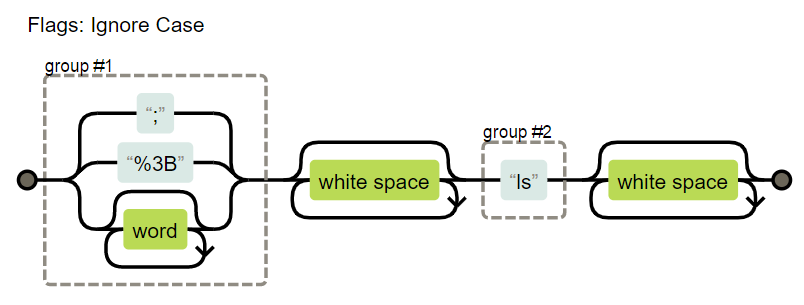 Flags: Ignore Case
group #1
“;”
“%3B”
word
white space
group #2
“ls”
white space